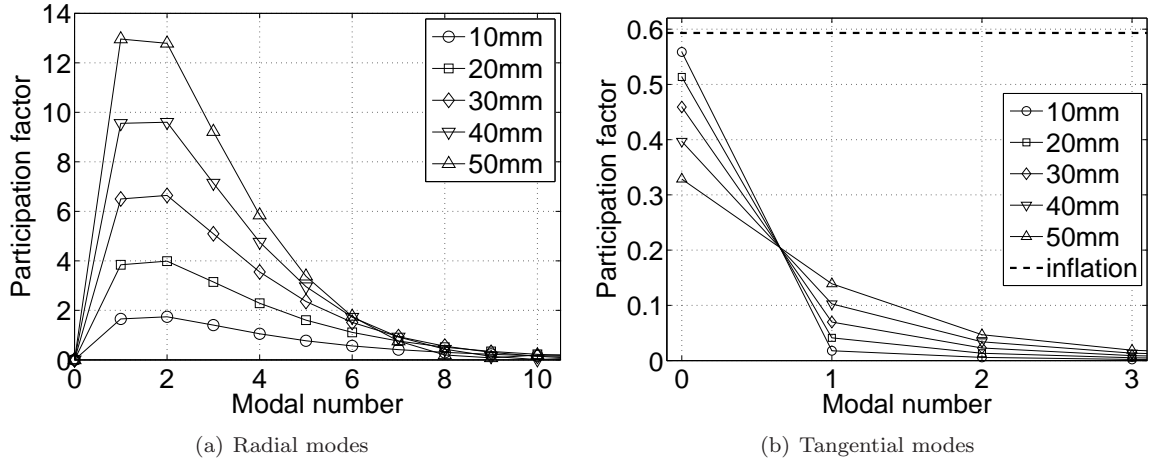 14
12
10
8
6
4
2
0
0 2 4 6 8 10
Participation factor
Modal number
10mm
20mm
30mm
40mm
50mm
(a) Radial modes
0.6
0.5
0.4
0.3
0.2
0.1
0
0 1 2 3
Participation factor
Modal number
10mm
20mm
30mm
40mm
50mm
inflation
(b) Tangential modes